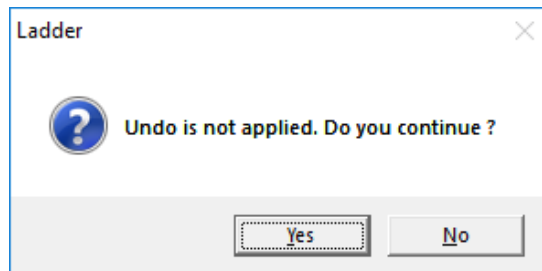 Ladder
Undo is not applied. Do you continue ?
Yes
No